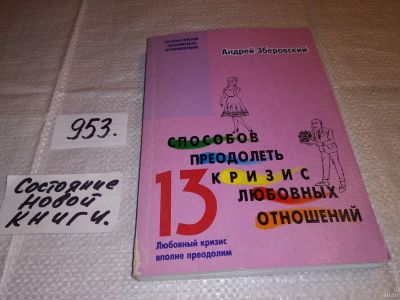 953.
Состояние
новой
книги.
Андрей Зберовский
13
СПОСОБОВ
ПРЕОДОЛЕТЬ
КРИЗИС
ЛЮБОВНЫХ
ОТНОШЕНИЙ
Любовный кризис
вполне преодолим